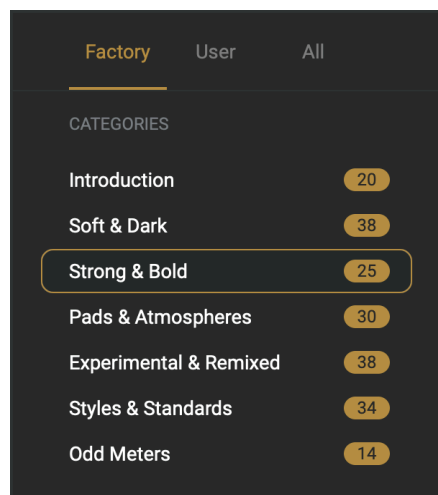 Factory User All
CATEGORIES
Introduction 20
Soft & Dark 38
Strong & Bold 25
Pads & Atmospheres 30
Experimental & Remixed 38
Styles & Standards 34
Odd Meters 14